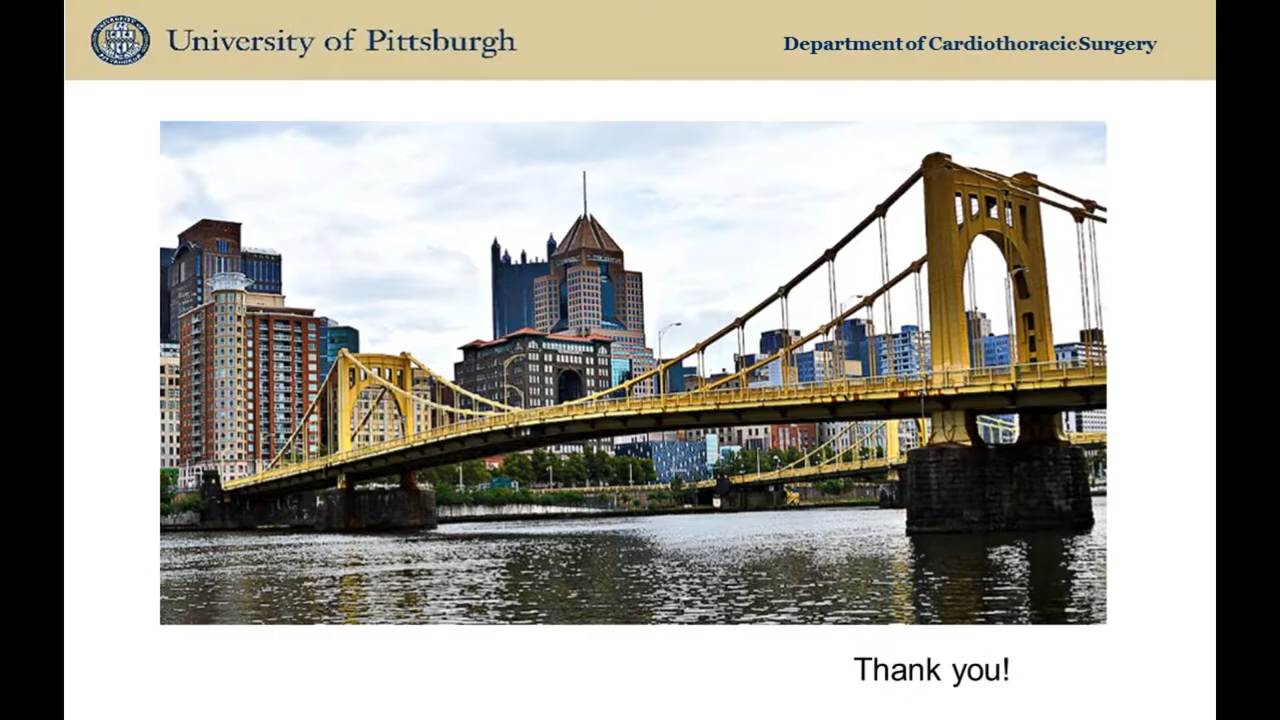 University of Pittsburgh
Department of Cardiothoracic Surgery
Thank you!